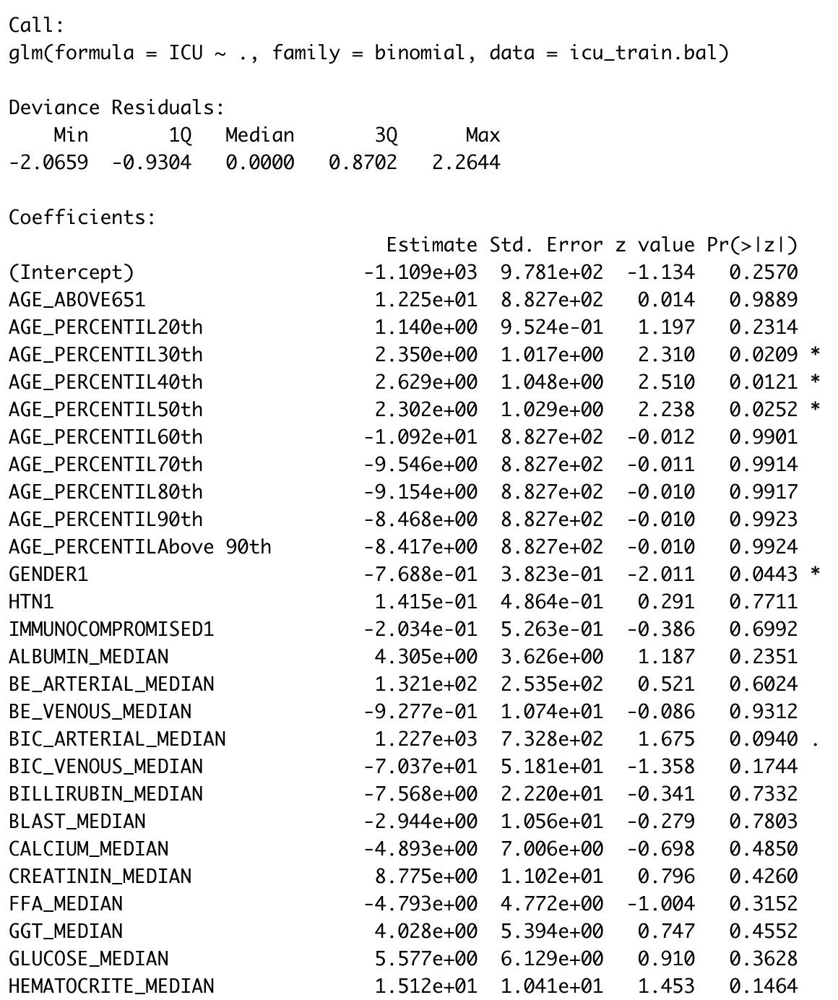 Call:
glm(formula = ICU ~ ., family = binomial, data = icu_train.bal)
Deviance Residuals:
Min 1Q Median 3Q Max
-2.0659 -0.9304 0.0000 0.8702 2.2644
Coefficients:
Estimate Std. Error z value Pr(>|z|)
(Intercept) -1.109e+03 9.781e+02 -1.134 0.2570
AGE_ABOVE651 1.225e+01 8.827e+02 0.014 0.9889
AGE_PERCENTIL20th 1.140e+00 9.524e-01 1.197 0.2314
AGE_PERCENTIL30th 2.350e+00 1.017e+00 2.310 0.0209 *
AGE_PERCENTIL40th 2.629e+00 1.048e+00 2.510 0.0121 *
AGE_PERCENTIL50th 2.302e+00 1.029e+00 2.238 0.0252 *
AGE_PERCENTIL60th -1.092e+01 8.827e+02 -0.012 0.9901
AGE_PERCENTIL70th -9.546e+00 8.827e+02 -0.011 0.9914
AGE_PERCENTIL80th -9.154e+00 8.827e+02 -0.010 0.9917
AGE_PERCENTIL90th -8.468e+00 8.827e+02 -0.010 0.9923
AGE_PERCENTILAbove 90th -8.417e+00 8.827e+02 -0.010 0.9924
GENDER1 -7.688e-01 3.823e-01 -2.011 0.0443 *
HTN1 1.415e-01 4.864e-01 0.291 0.7711
IMMUNOCOMPROMISED1 -2.034e-01 5.263e-01 -0.386 0.6992
ALBUMIN_MEDIAN 4.305e+00 3.626e+00 1.187 0.2351
BE_ARTERIAL_MEDIAN 1.321e+02 2.535e+02 0.521 0.6024
BE_VENOUS_MEDIAN -9.277e-01 1.074e+01 -0.086 0.9312
BIC_ARTERIAL_MEDIAN 1.227e+03 7.328e+02 1.675 0.0940 .
BIC_VENOUS_MEDIAN -7.037e+01 5.181e+01 -1.358 0.1744
BILLIRUBIN_MEDIAN -7.568e+00 2.220e+01 -0.341 0.7332
BLAST_MEDIAN -2.944e+00 1.056e+01 -0.279 0.7803
CALCIUM_MEDIAN -4.893e+00 7.006e+00 -0.698 0.4850
CREATININ_MEDIAN 8.775e+00 1.102e+01 0.796 0.4260
FFA_MEDIAN -4.793e+00 4.772e+00 -1.004 0.3152
GGT_MEDIAN 4.028e+00 5.394e+00 0.747 0.4552
GLUCOSE_MEDIAN 5.577e+00 6.129e+00 0.910 0.3628
HEMATOCRITE_MEDIAN 1.512e+01 1.041e+01 1.453 0.1464